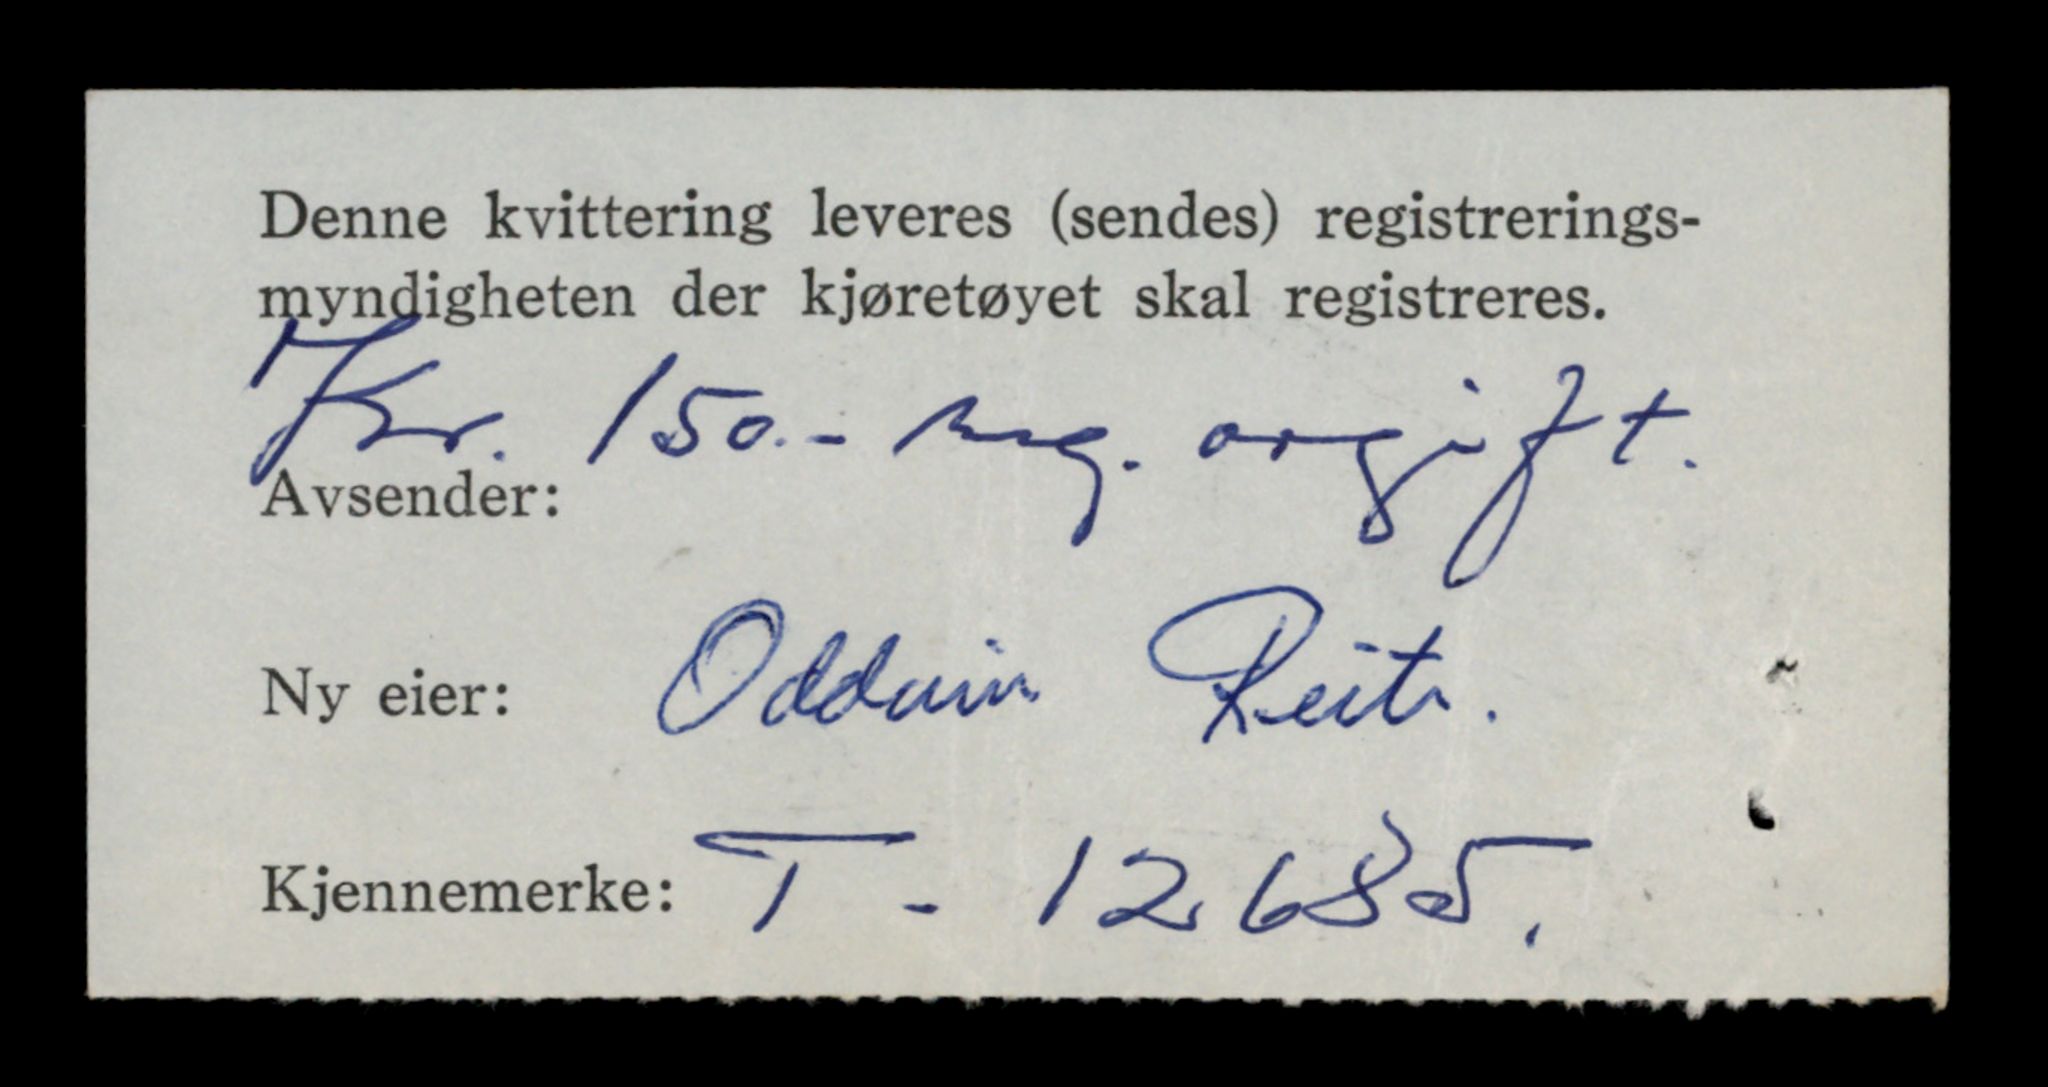 Denne kvittering leveres (sendes) registrerings-
myndigheten der kjøretøyet skal registreres.
Kr. 150.- reg. avgift.
Avsender:
Ny eier: Oddvin
Kjennemerke: T - 12685.